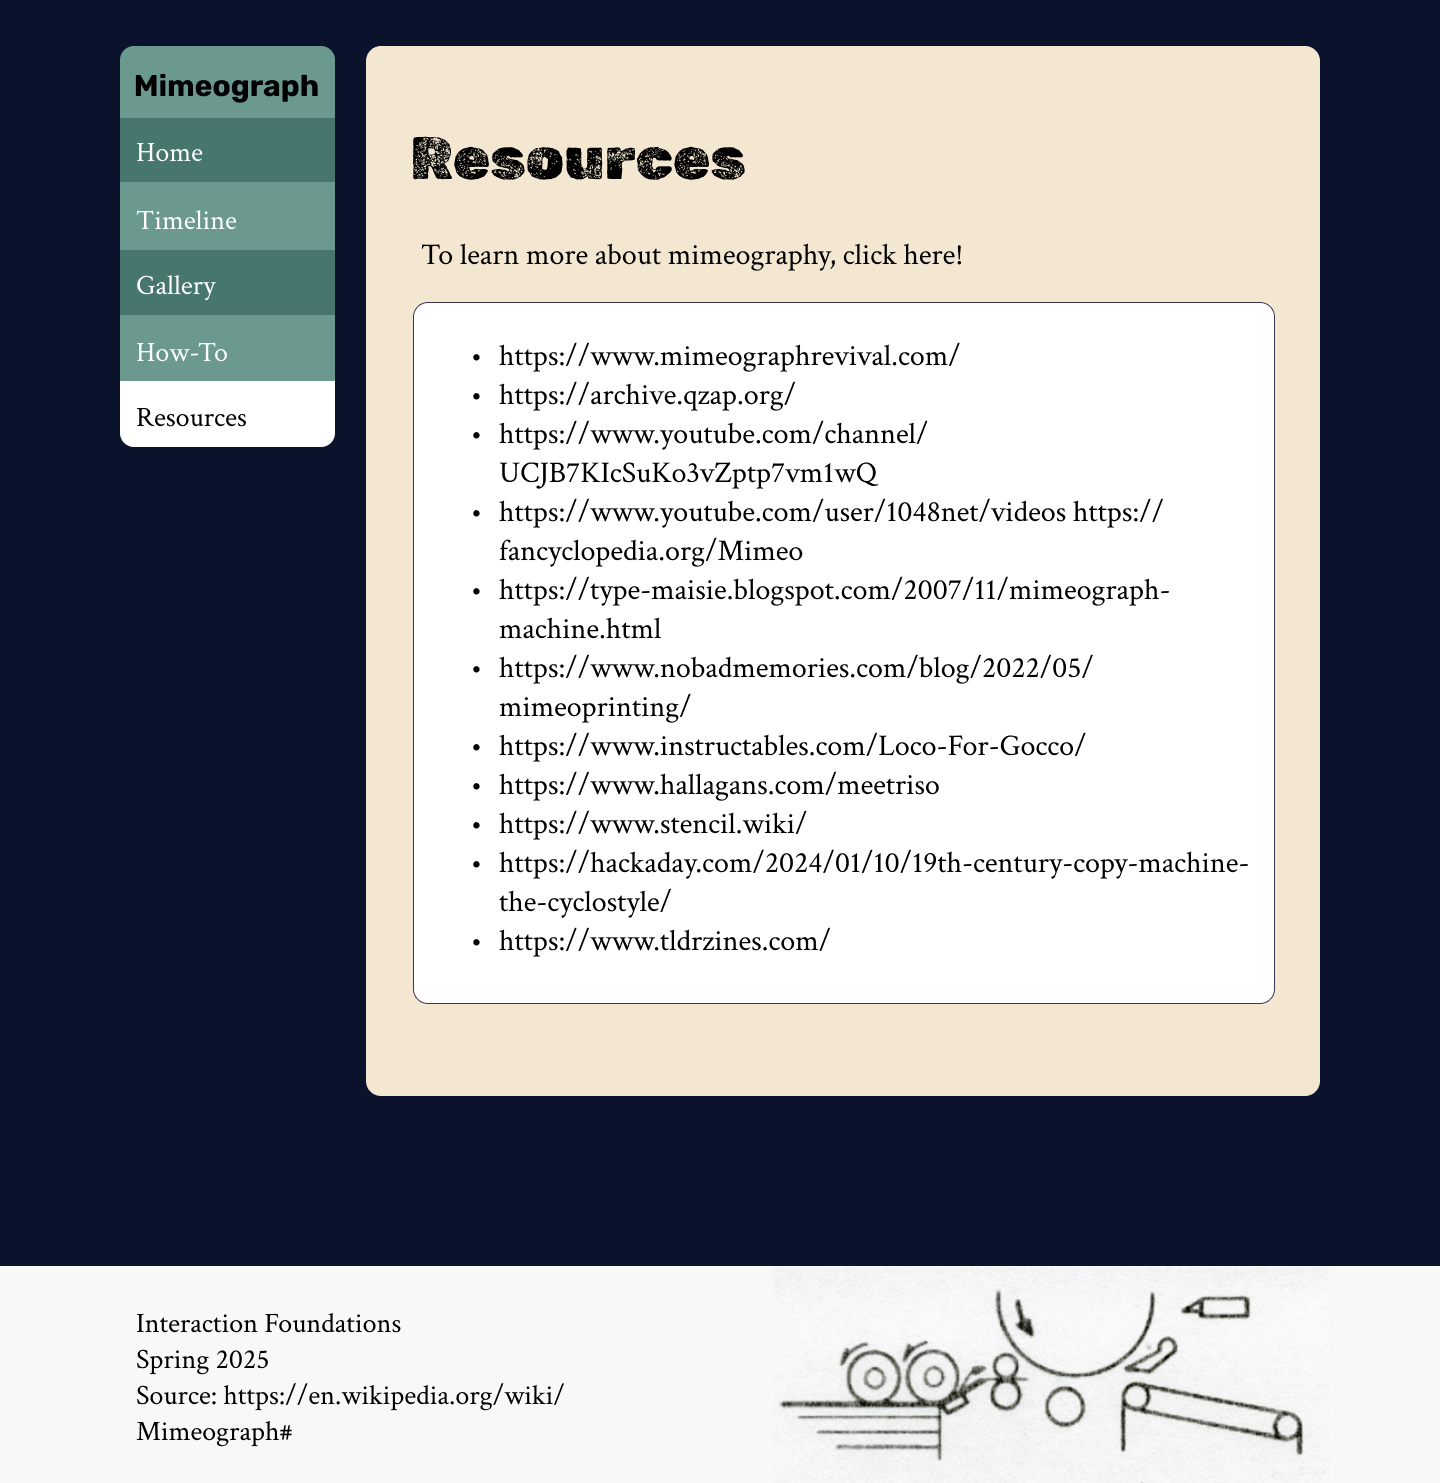 Mimeograph
Home
Timeline
Gallery
How-To
Resources
Resources
To learn more about mimeography, click here!
• https://www.mimeographrevival.com/
• https://archive.qzap.org/
• https://www.youtube.com/channel/
UCJB7KIcSuKo3vZptp7vm1wQ
• https://www.youtube.com/user/1048net/videos https://
fancyclopedia.org/Mimeo
• https://type-maisie.blogspot.com/2007/11/mimeograph-
machine.html
• https://www.nobadmemories.com/blog/2022/05/
mimeoprinting/
• https://www.instructables.com/Loco-For-Gocco/
• https://www.hallagans.com/meetriso
• https://www.stencil.wiki/
• https://hackaday.com/2024/01/10/19th-century-copy-machine-
the-cyclostyle/
• https://www.tldrzines.com/
Interaction Foundations
Spring 2025
Source: https://en.wikipedia.org/wiki/
Mimeograph#